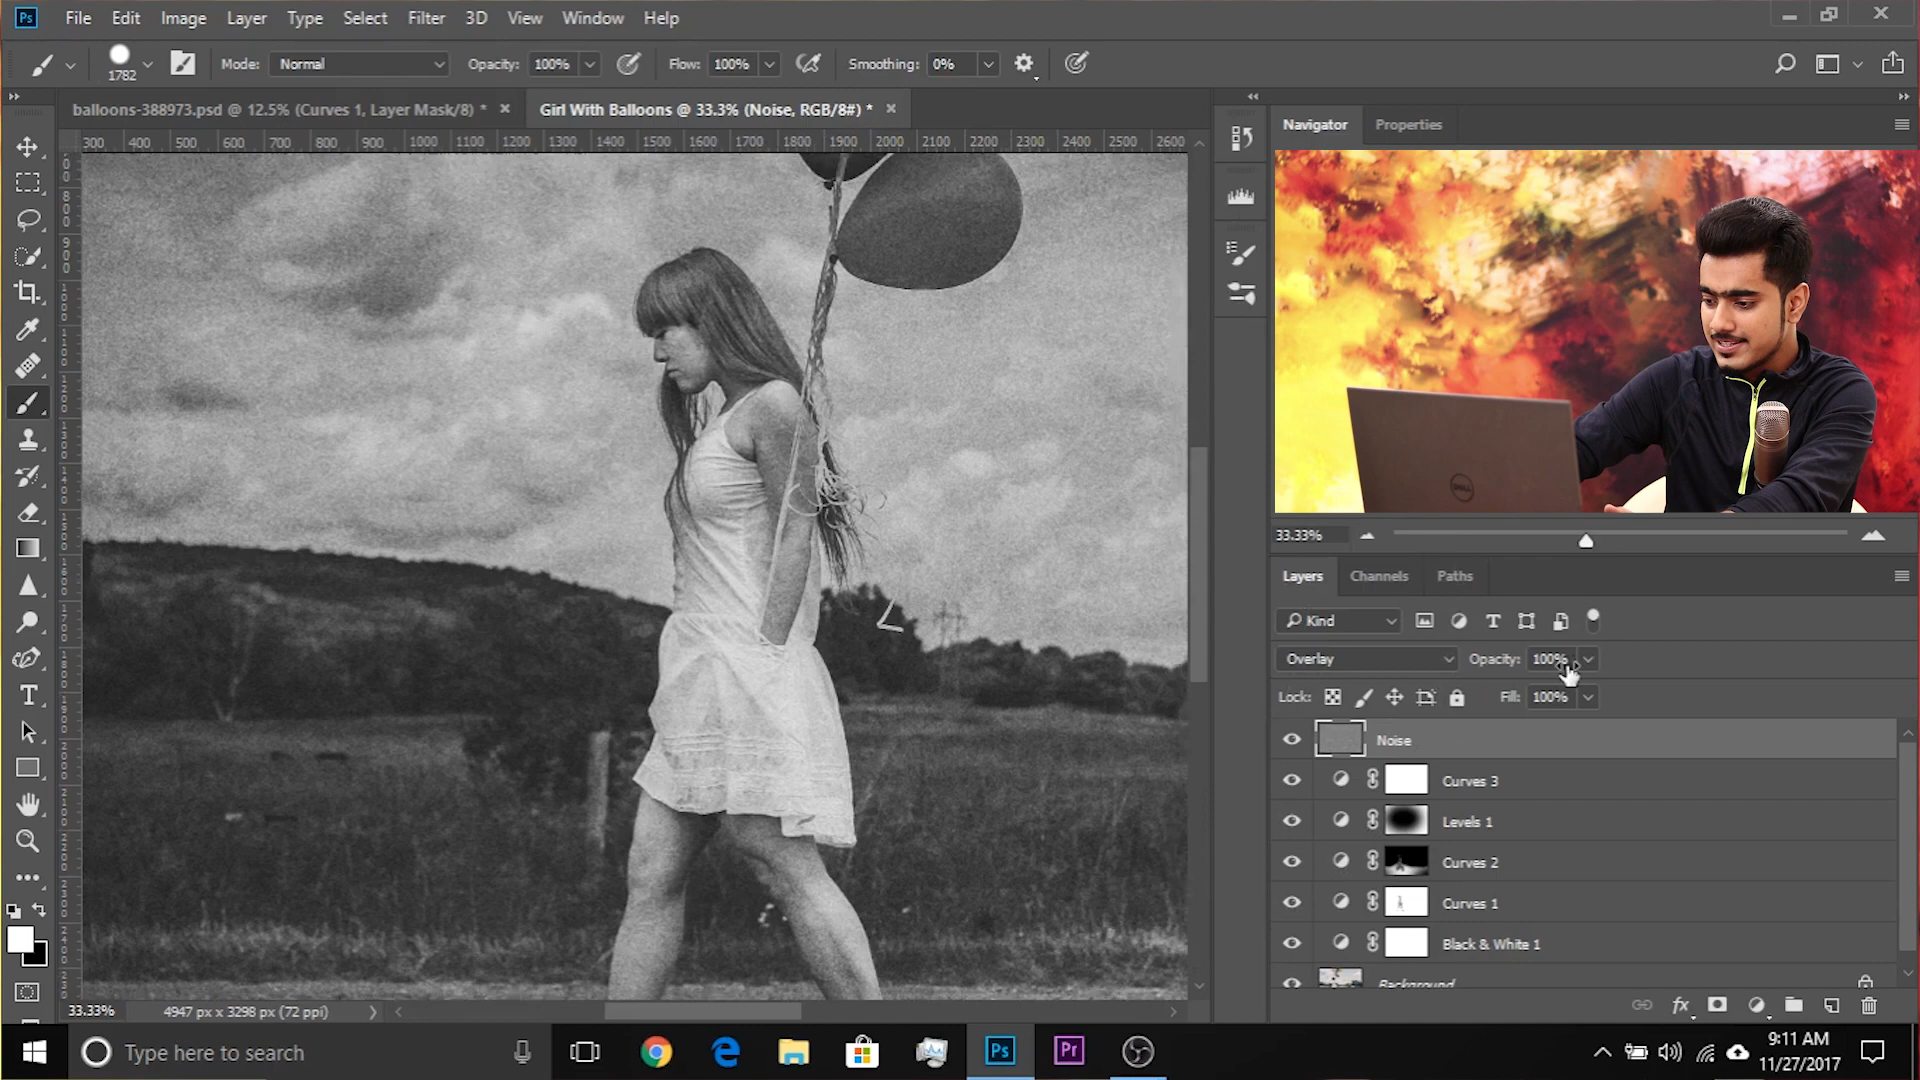 Ps File Edit Image Layer Type Select Filter 3D View Window Help
1782 Mode: Normal Opacity: 100% Flow: 100% Smoothing: 0%
balloons-388973.psd @ 12.5% (Curves 1, Layer Mask/8) * Girl With Balloons @ 33.3% (Noise, RGB/8#) *
300 400 500 600 700 800 900 1000 1100 1200 1300 1400 1500 1600 1700 1800 1900 2000 2100 2200 2300 2400 2500 2600
Navigator Properties
DELL
33.33%
Layers Channels Paths
Kind
Overlay Opacity: 100%
Lock: Fill: 100%
Noise
Curves 3
Levels 1
Curves 2
Curves 1
Black & White 1
Background
fx
33.33% 4947 px x 3298 px (72 ppi)
Type here to search
Ps Pr
9:11 AM
11/27/2017